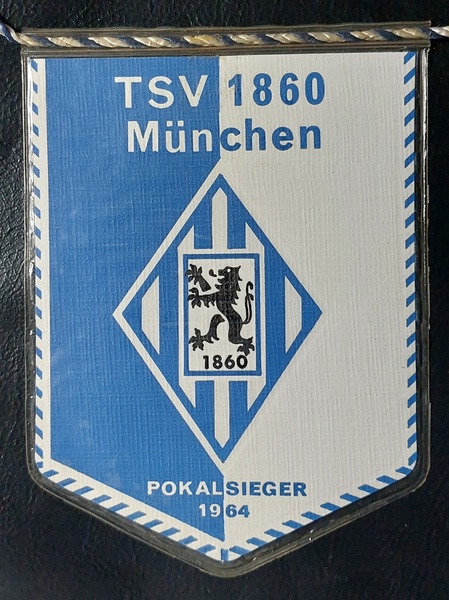 TSV 1860
München
1860
POKALSIEGER
1964